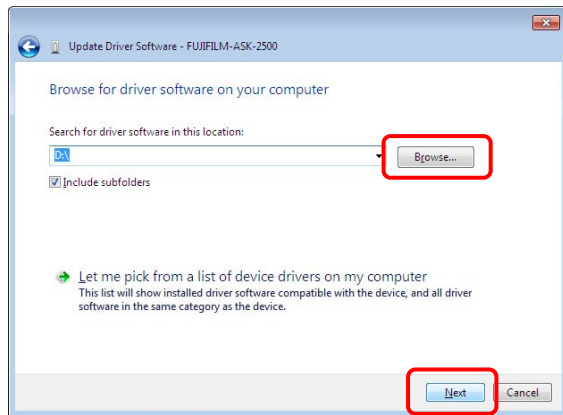 Update Driver Software - FUJIFILM-ASK-2500
Browse for driver software on your computer
Search for driver software in this location:
D:\
Browse...
Include subfolders
Let me pick from a list of device drivers on my computer
This list will show installed driver software compatible with the device, and all driver
software in the same category as the device.
Next
Cancel